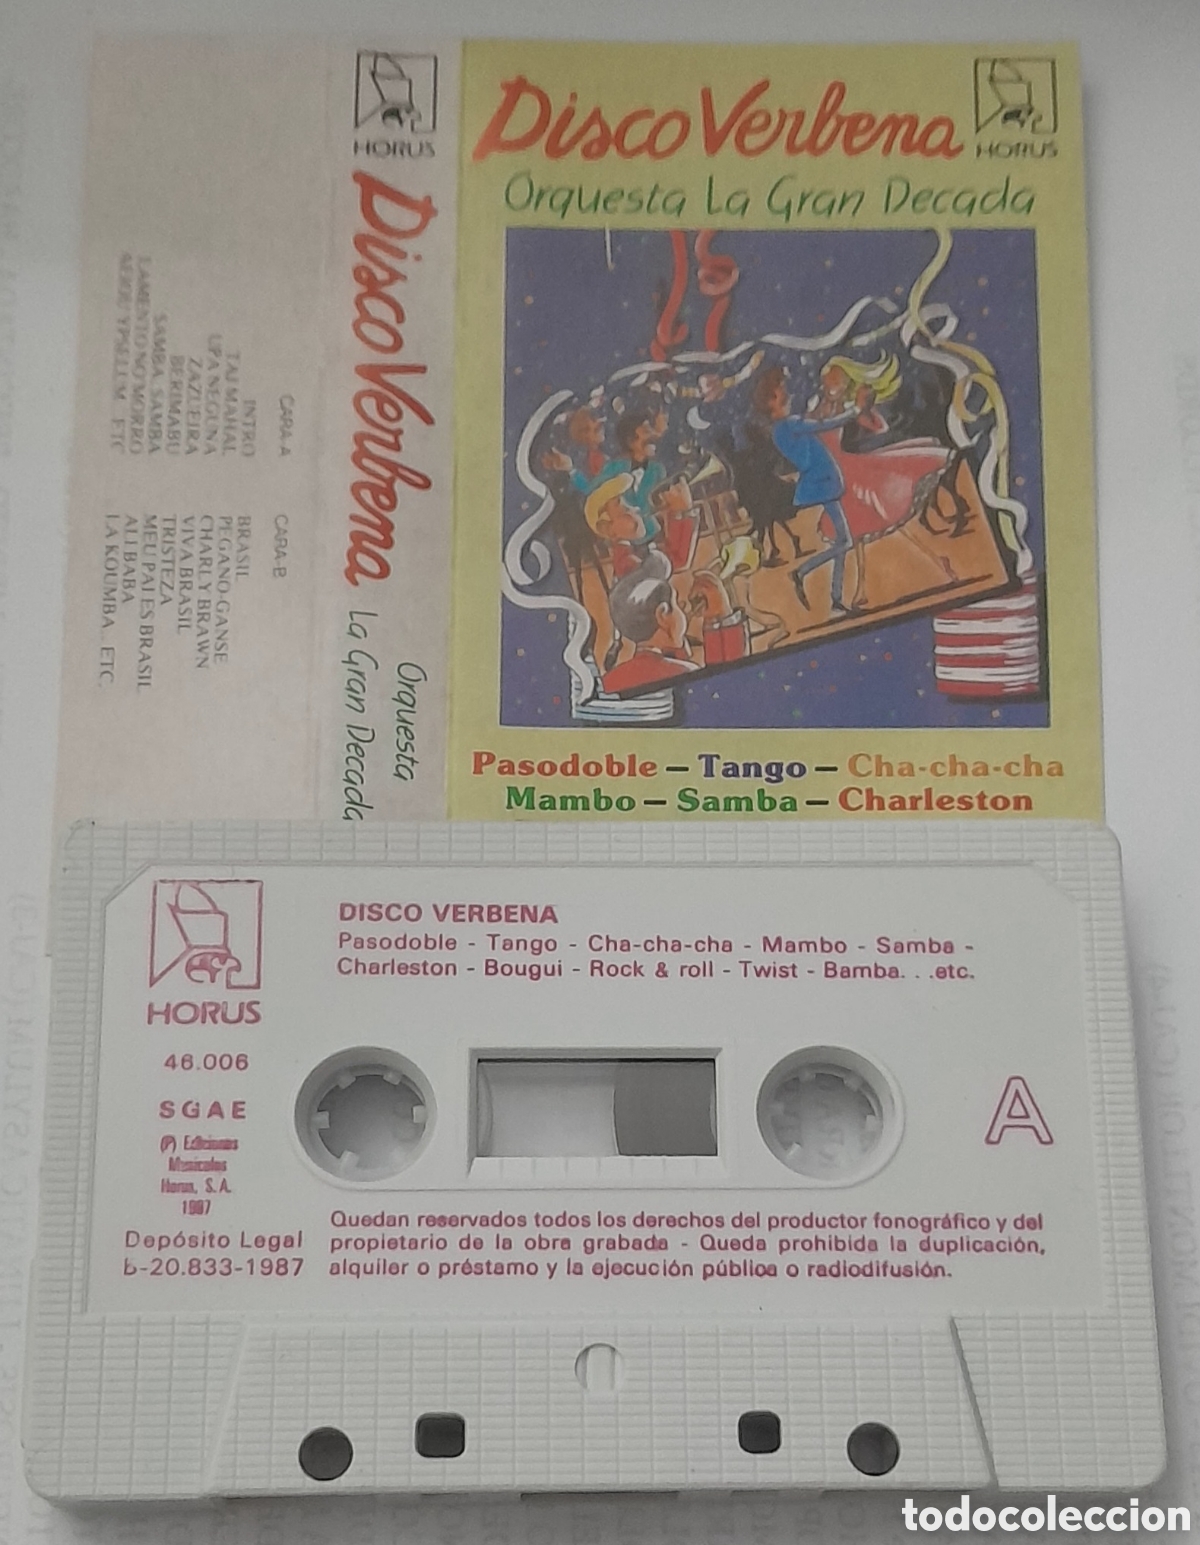 HORUS
Disco Verbena
HORUS
Orquesta La Gran Decada
Pasodoble – Tango – Cha-cha-cha
Mambo – Samba – Charleston
Disco Verbena
Orquesta
La Gran Decada
CARA-A
INTRO
TAJ MAHAL
UPA NEGUNA
ZAZUEIRA
BERIMABU
SAMBA, SAMBA
LAMENTO NO MORRO
ETC
CARA-B
BRASIL
PEGANO-GANSE
CHARLY BRAWN
VIVA BRASIL
TRISTEZA
MEU PAI ES BRASIL
ALI BABA
LA KOUMBA.. ETC.
HORUS
46.006
SGAE
(P) Ediciones
Musicales
Horus, S.A.
1987
Depósito Legal
b-20.833-1987
DISCO VERBENA
Pasodoble - Tango - Cha-cha-cha - Mambo - Samba -
Charleston - Bougui - Rock & roll - Twist - Bamba. . .etc.
A
Quedan reservados todos los derechos del productor fonográfico y del
propietario de la obra grabada - Queda prohibida la duplicación,
alquiler o préstamo y la ejecución pública o radiodifusión.
todocoleccion